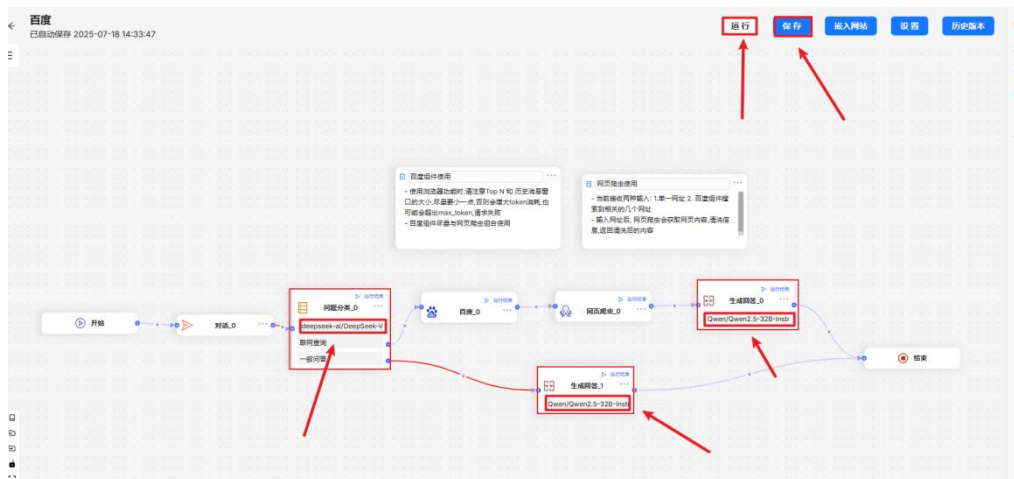 百度
已自动保存 2025-07-18 14:33:47
运行
保存
嵌入网站
设置
历史版本
百度组件使用
- 使用浏览器功能时,需注意Top N 和 历史消息窗
口的大小,尽量要小一点,否则会增大token消耗,也
可能会超出max_token,请求失败
- 百度组件尽量与网页爬虫组合使用
网页爬虫使用
- 当前接收两种输入: 1.单一网址 2. 百度组件搜
索到相关的几个网址
- 输入网址后, 网页爬虫会获取网页内容,清洗信
息,返回清洗后的内容
开始
对话_0
运行结果
问题分类_0
deepseek-ai/DeepSeek-V
联网查询
一般问答
运行结果
百度_0
运行结果
网页爬虫_0
运行结果
生成回答_0
Qwen/Qwen2.5-32B-Instr
运行结果
生成回答_1
Qwen/Qwen2.5-32B-Instr
结束